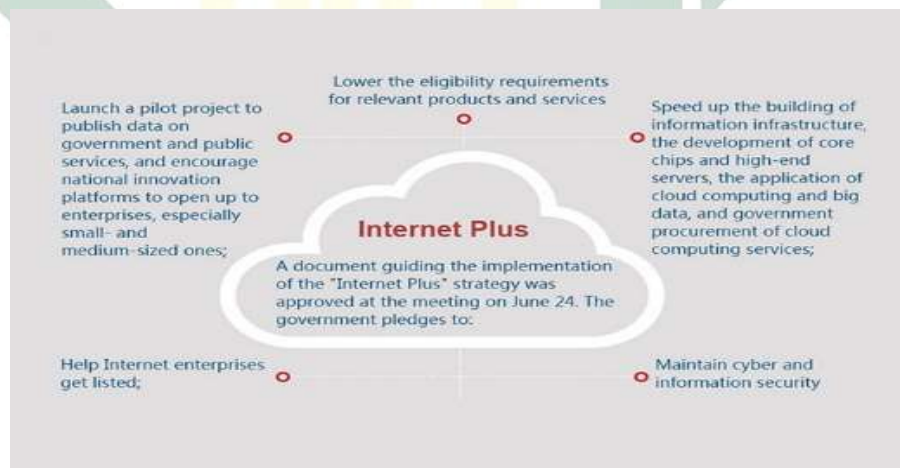 Lower the eligibility requirements
for relevant products and services
Launch a pilot project to
publish data on
government and public
services, and encourage
national innovation
platforms to open up to
enterprises, especially
small- and
medium-sized ones;
Speed up the building of
information infrastructure,
the development of core
chips and high-end
servers, the application of
cloud computing and big
data, and government
procurement of cloud
computing services;
Internet Plus
A document guiding the implementation
of the "Internet Plus" strategy was
approved at the meeting on June 24. The
government pledges to:
Help Internet enterprises
get listed;
Maintain cyber and
information security